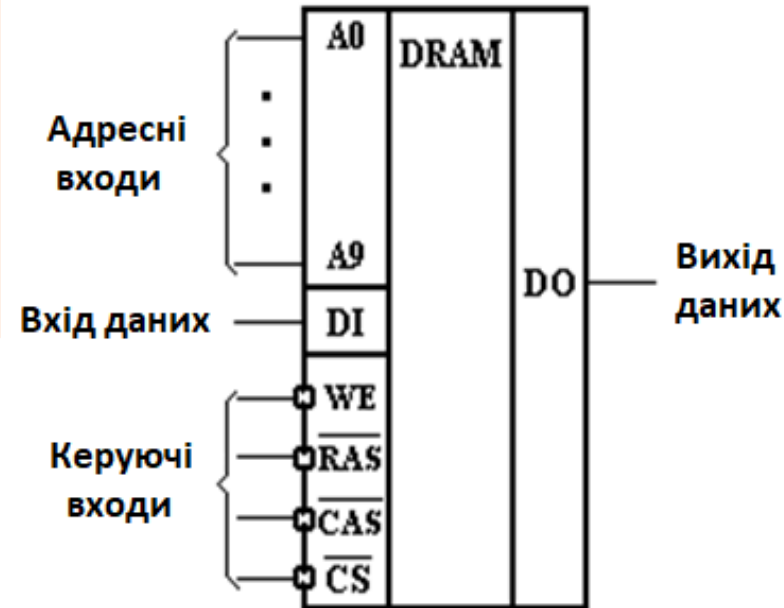 A0
DRAM
Адресні
входи
A9
DO
Вихід
даних
Вхід даних
DI
WE
Керуючі
входи
RAS
CAS
CS